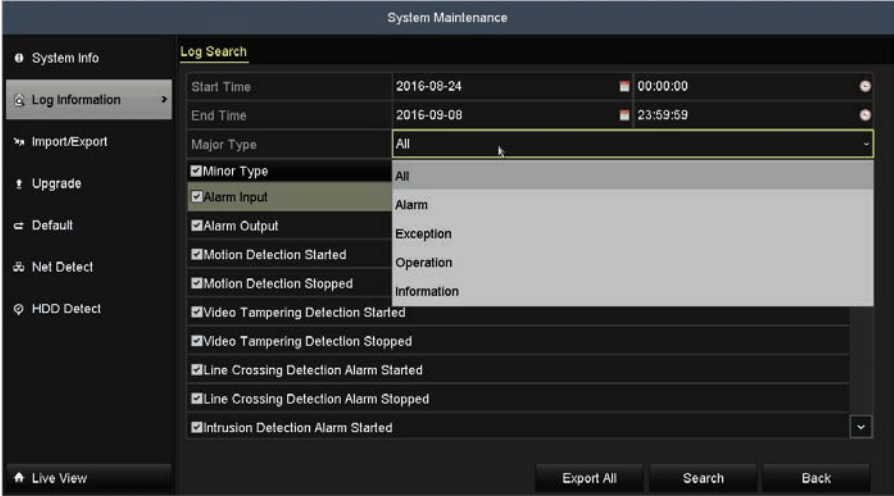 System Maintenance
System Info
Log Information
Import/Export
Upgrade
Default
Net Detect
HDD Detect
Live View
Log Search
Start Time 2016-08-24 00:00:00
End Time 2016-09-08 23:59:59
Major Type All
Minor Type
All
Alarm Input
Alarm
Alarm Output
Exception
Motion Detection Started
Operation
Motion Detection Stopped
Information
Video Tampering Detection Started
Video Tampering Detection Stopped
Line Crossing Detection Alarm Started
Line Crossing Detection Alarm Stopped
Intrusion Detection Alarm Started
Export All Search Back